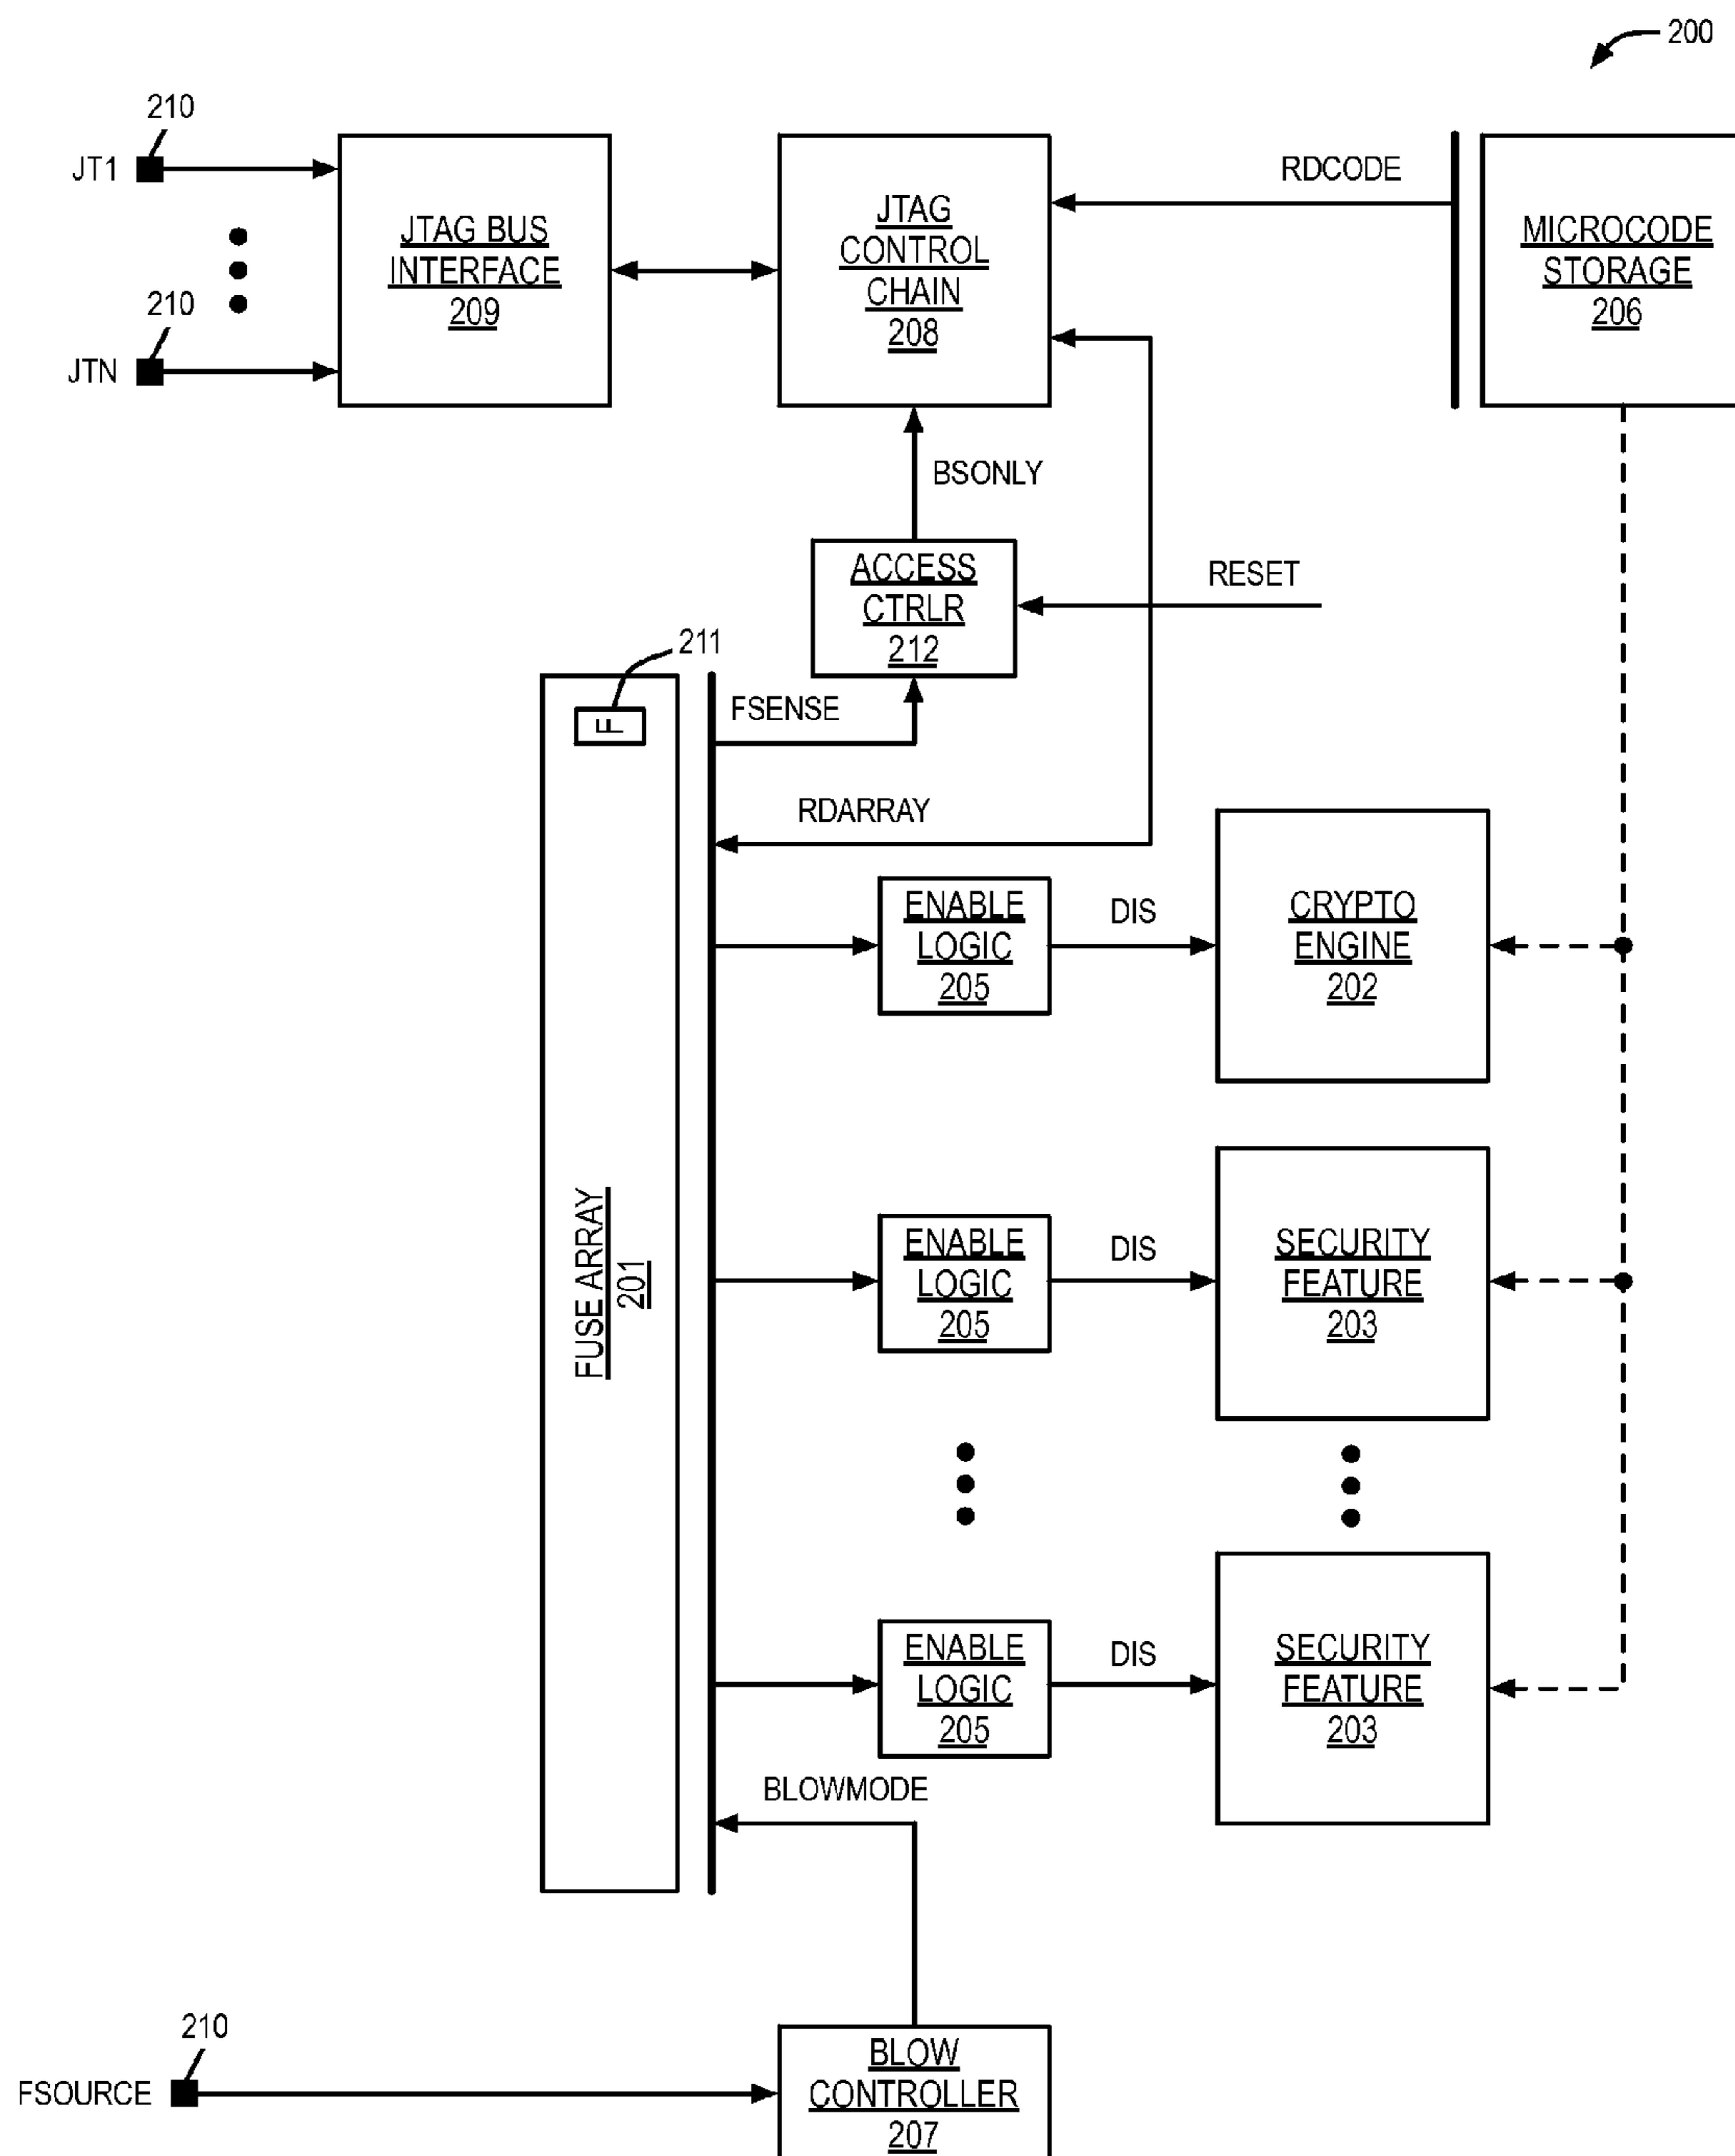 200
210
JT1
JTAG BUS
INTERFACE
209
210
JTN
JTAG
CONTROL
CHAIN
208
RDCODE
MICROCODE
STORAGE
206
BSONLY
ACCESS
CTRLR
212
RESET
211
F
FSENSE
RDARRAY
FUSE ARRAY
201
ENABLE
LOGIC
205
DIS
CRYPTO
ENGINE
202
ENABLE
LOGIC
205
DIS
SECURITY
FEATURE
203
ENABLE
LOGIC
205
DIS
SECURITY
FEATURE
203
BLOWMODE
210
FSOURCE
BLOW
CONTROLLER
207